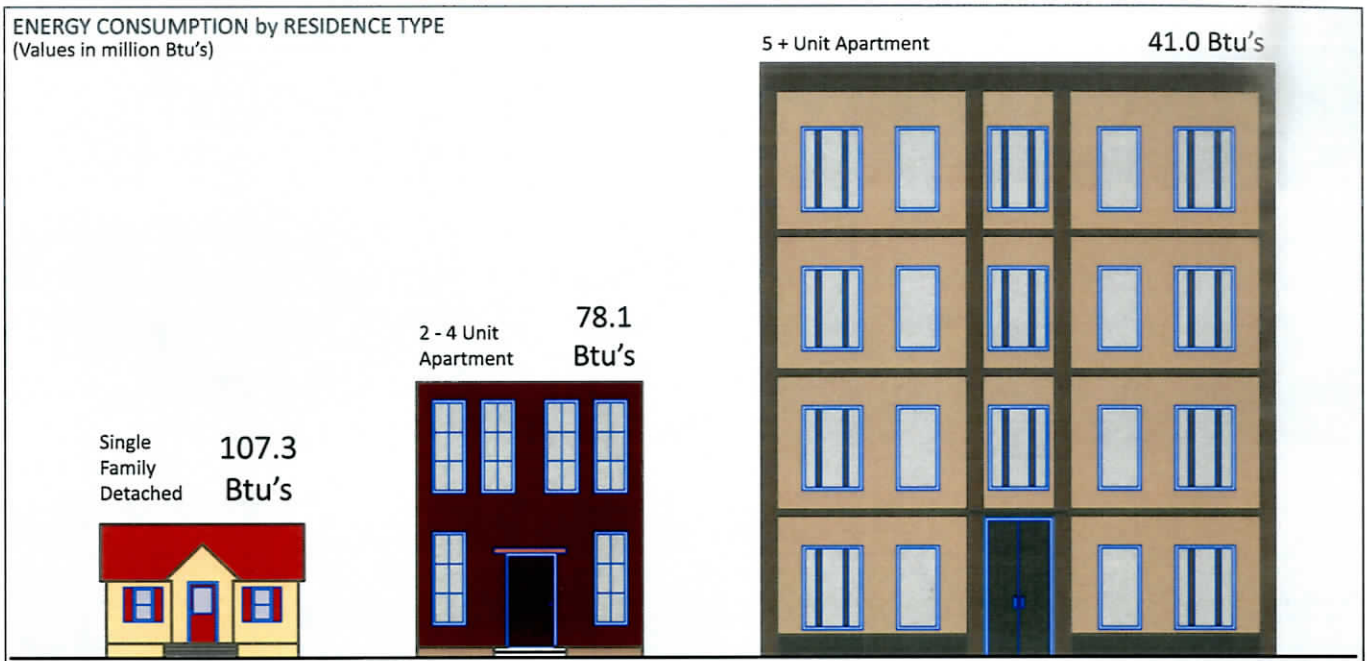 ENERGY CONSUMPTION by RESIDENCE TYPE
(Values in million Btu's)
5 + Unit Apartment 41.0 Btu's
2 - 4 Unit
Apartment
78.1
Btu's
Single
Family
Detached
107.3
Btu's